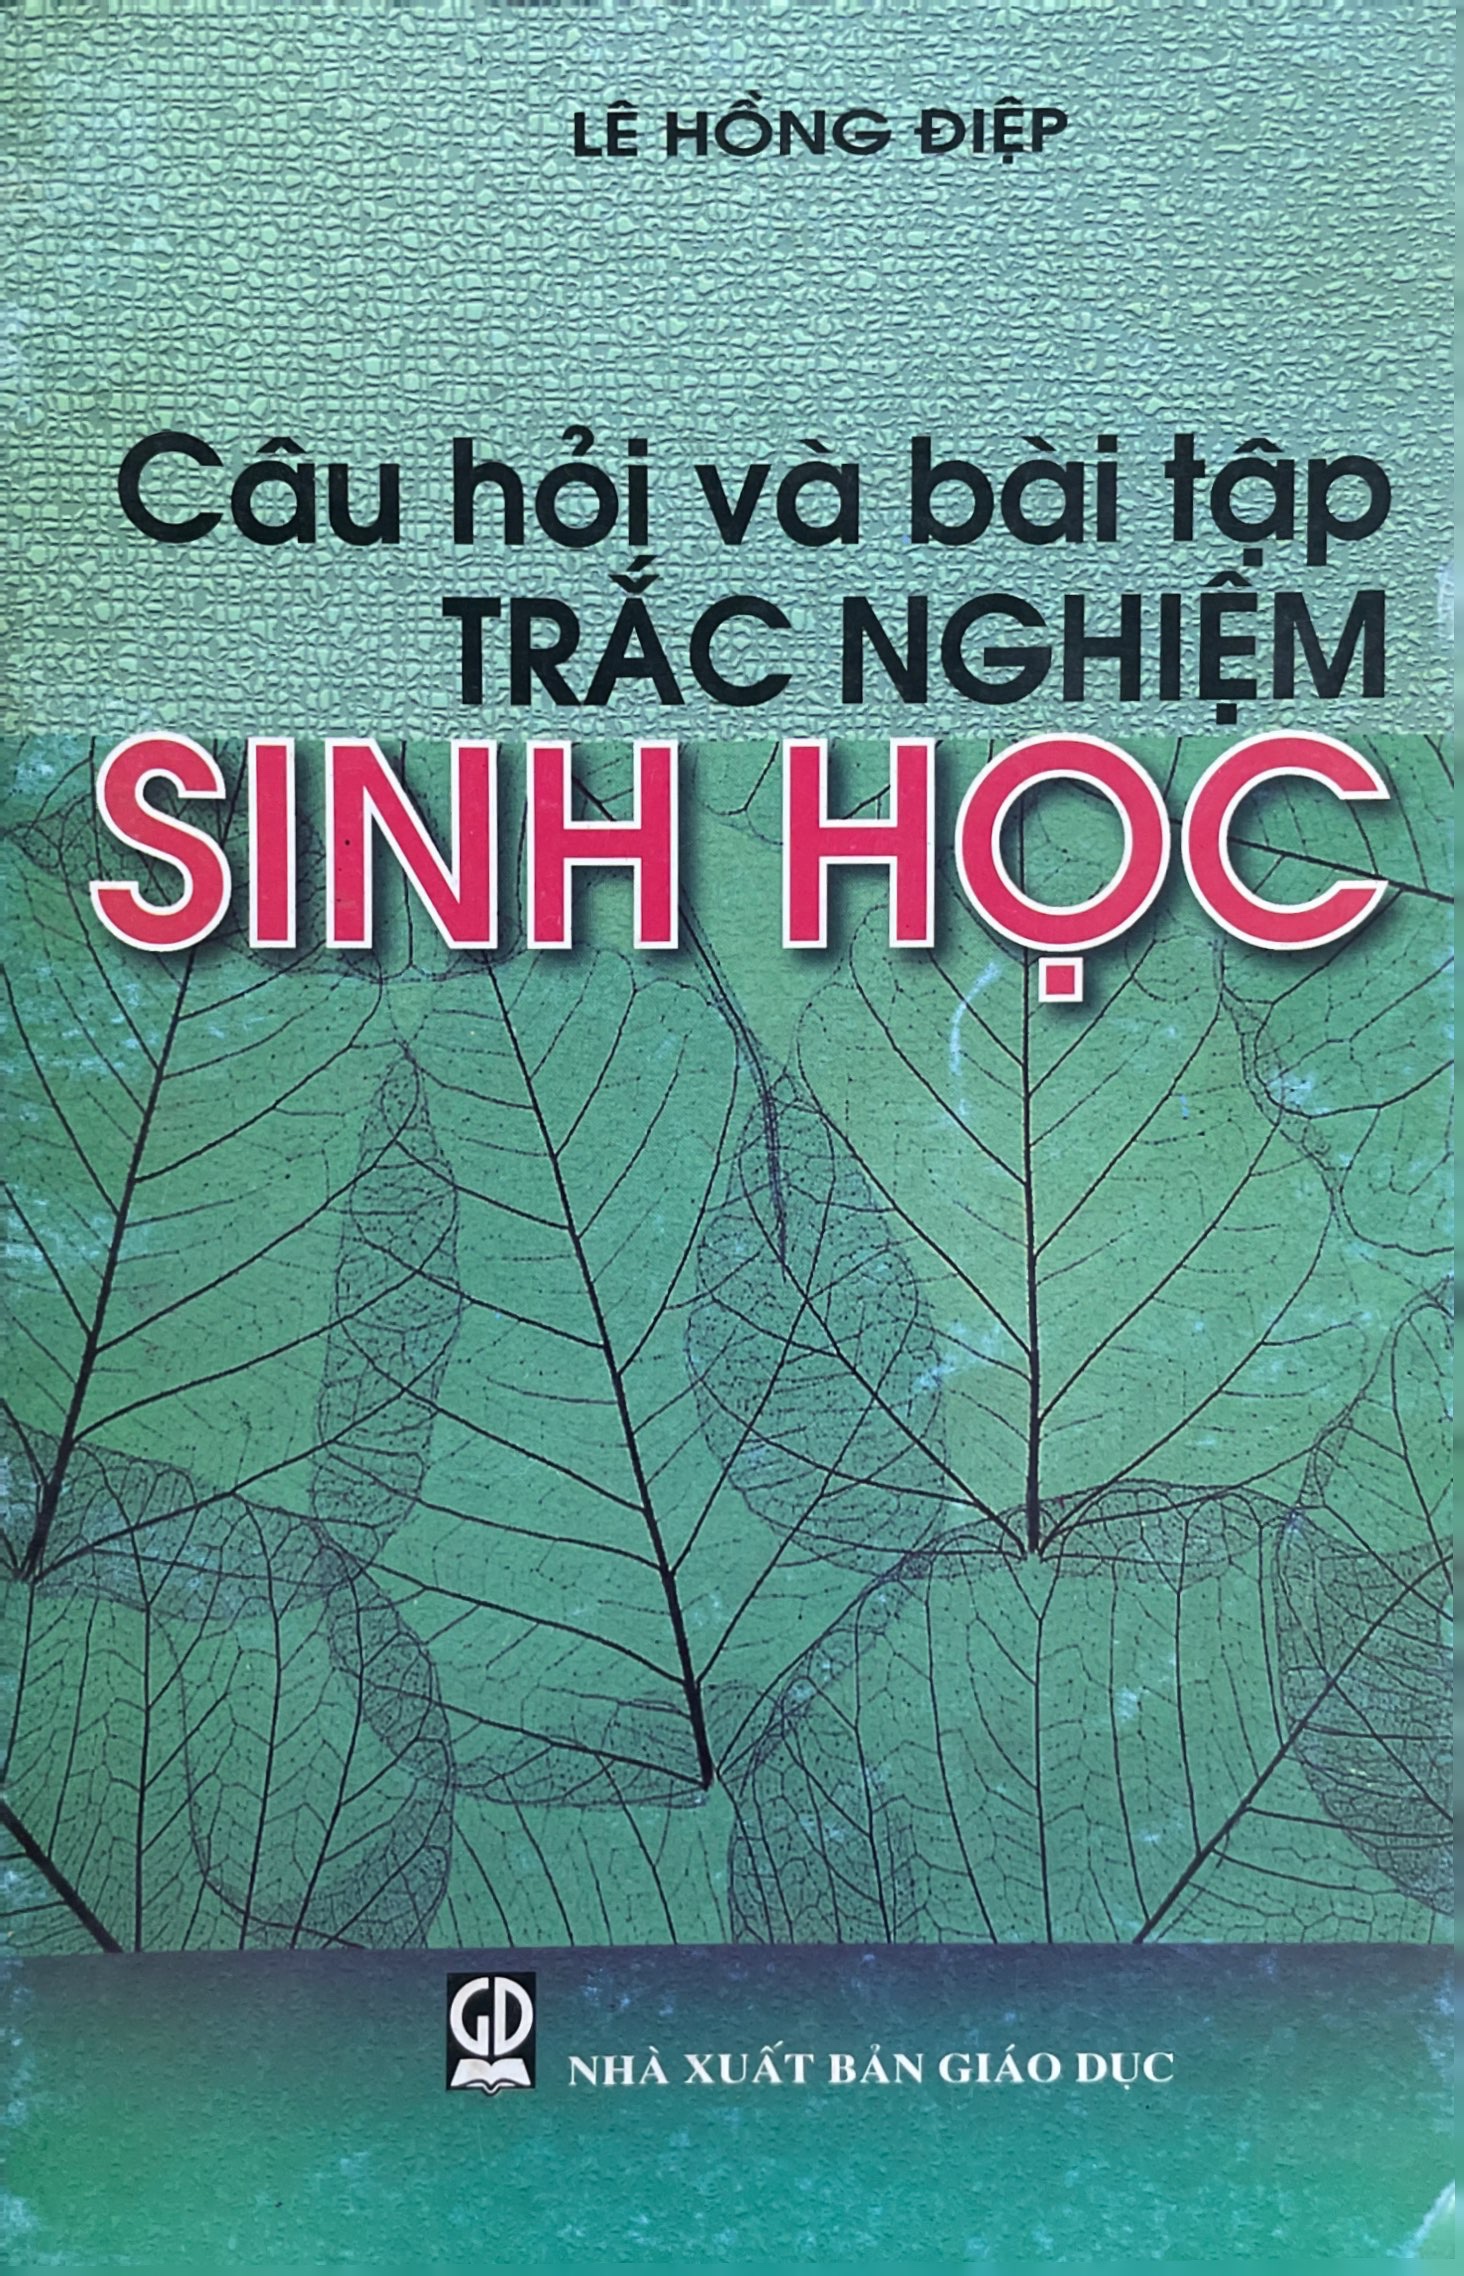 LÊ HỒNG ĐIỆP
Câu hỏi và bài tập
TRẮC NGHIỆM
SINH HỌC
GD
NHÀ XUẤT BẢN GIÁO DỤC